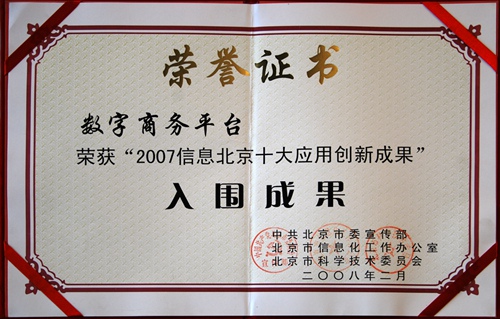 荣誉证书
数字商务平台
荣获“2007信息北京十大应用创新成果”
入围成果
中共北京市委宣传部
北京市信息化工作办公室
北京市科学技术委员会
二〇〇八年二月